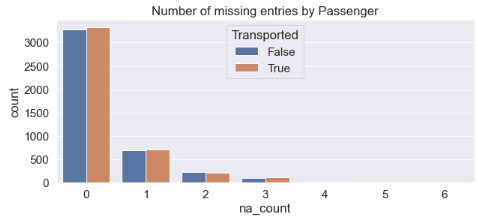 Number of missing entries by Passenger
Transported
False
True
count
3000
2500
2000
1500
1000
500
0
0 1 2 3 4 5 6
na_count